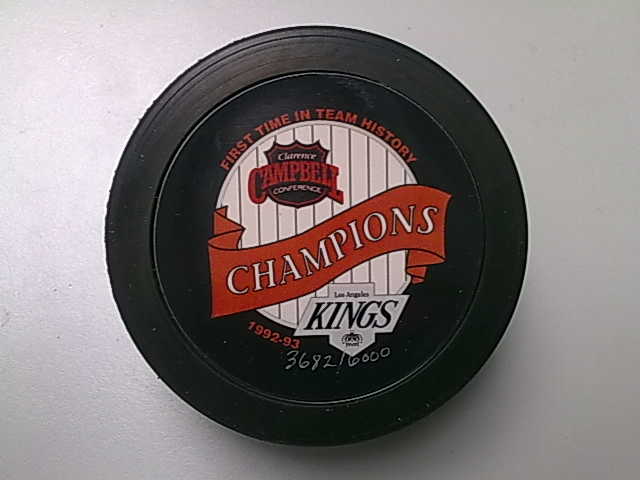 FIRST TIME IN TEAM HISTORY
Clarence
CAMPBELL
CONFERENCE
CHAMPIONS
Los Angeles
KINGS
1992-93
3682/6000